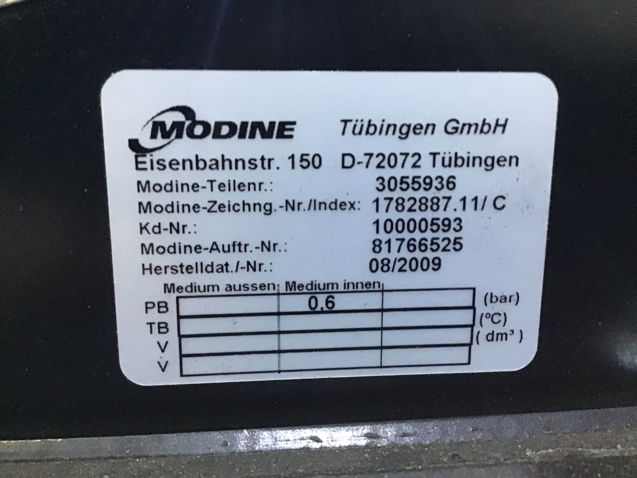 MODINE Tübingen GmbH
Eisenbahnstr. 150 D-72072 Tübingen
Modine-Teilenr.: 3055936
Modine-Zeichng.-Nr./Index: 1782887.11/ C
Kd-Nr.: 10000593
Modine-Auftr.-Nr.: 81766525
Herstelldat./-Nr.: 08/2009
Medium aussen Medium innen
PB 0,6 (bar)
TB (°C)
V ( dm³ )
V